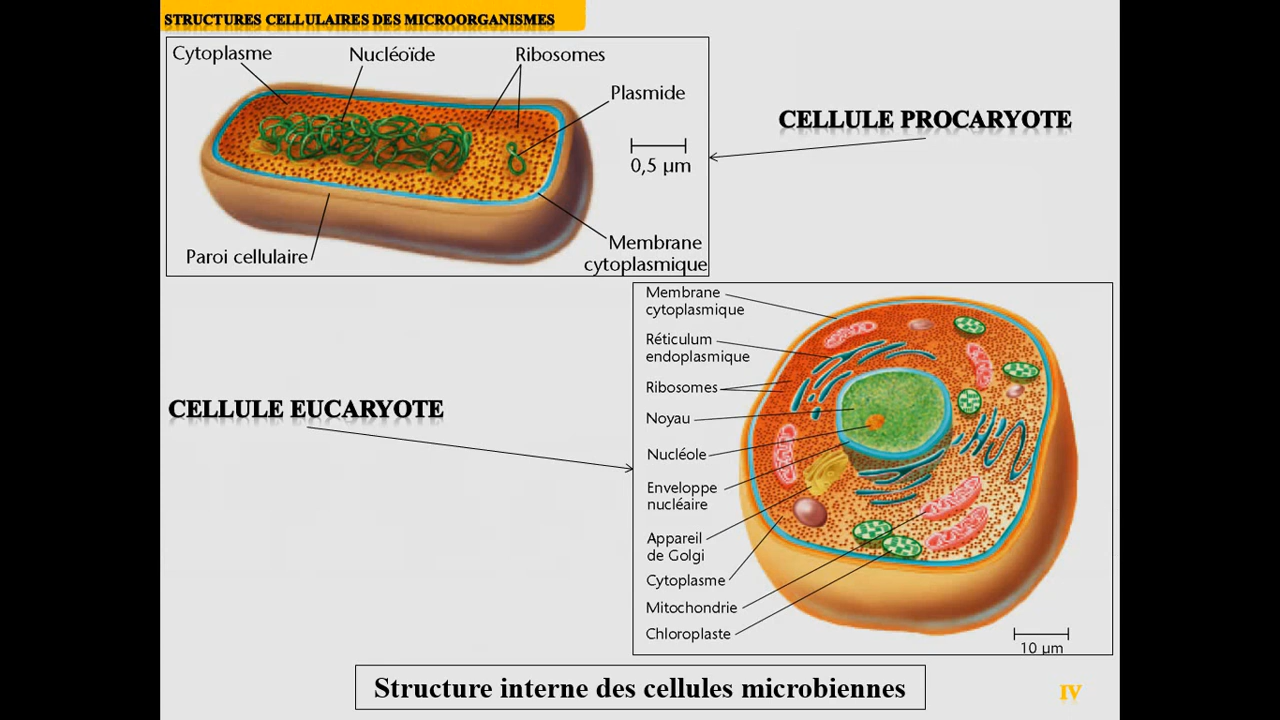 STRUCTURES CELLULAIRES DES MICROORGANISMES
Cytoplasme
Nucléoïde
Ribosomes
Plasmide
0,5 µm
Paroi cellulaire
Membrane
cytoplasmique
CELLULE PROCARYOTE
CELLULE EUCARYOTE
Membrane
cytoplasmique
Réticulum
endoplasmique
Ribosomes
Noyau
Nucléole
Enveloppe
nucléaire
Appareil
de Golgi
Cytoplasme
Mitochondrie
Chloroplaste
10 µm
Structure interne des cellules microbiennes
IV